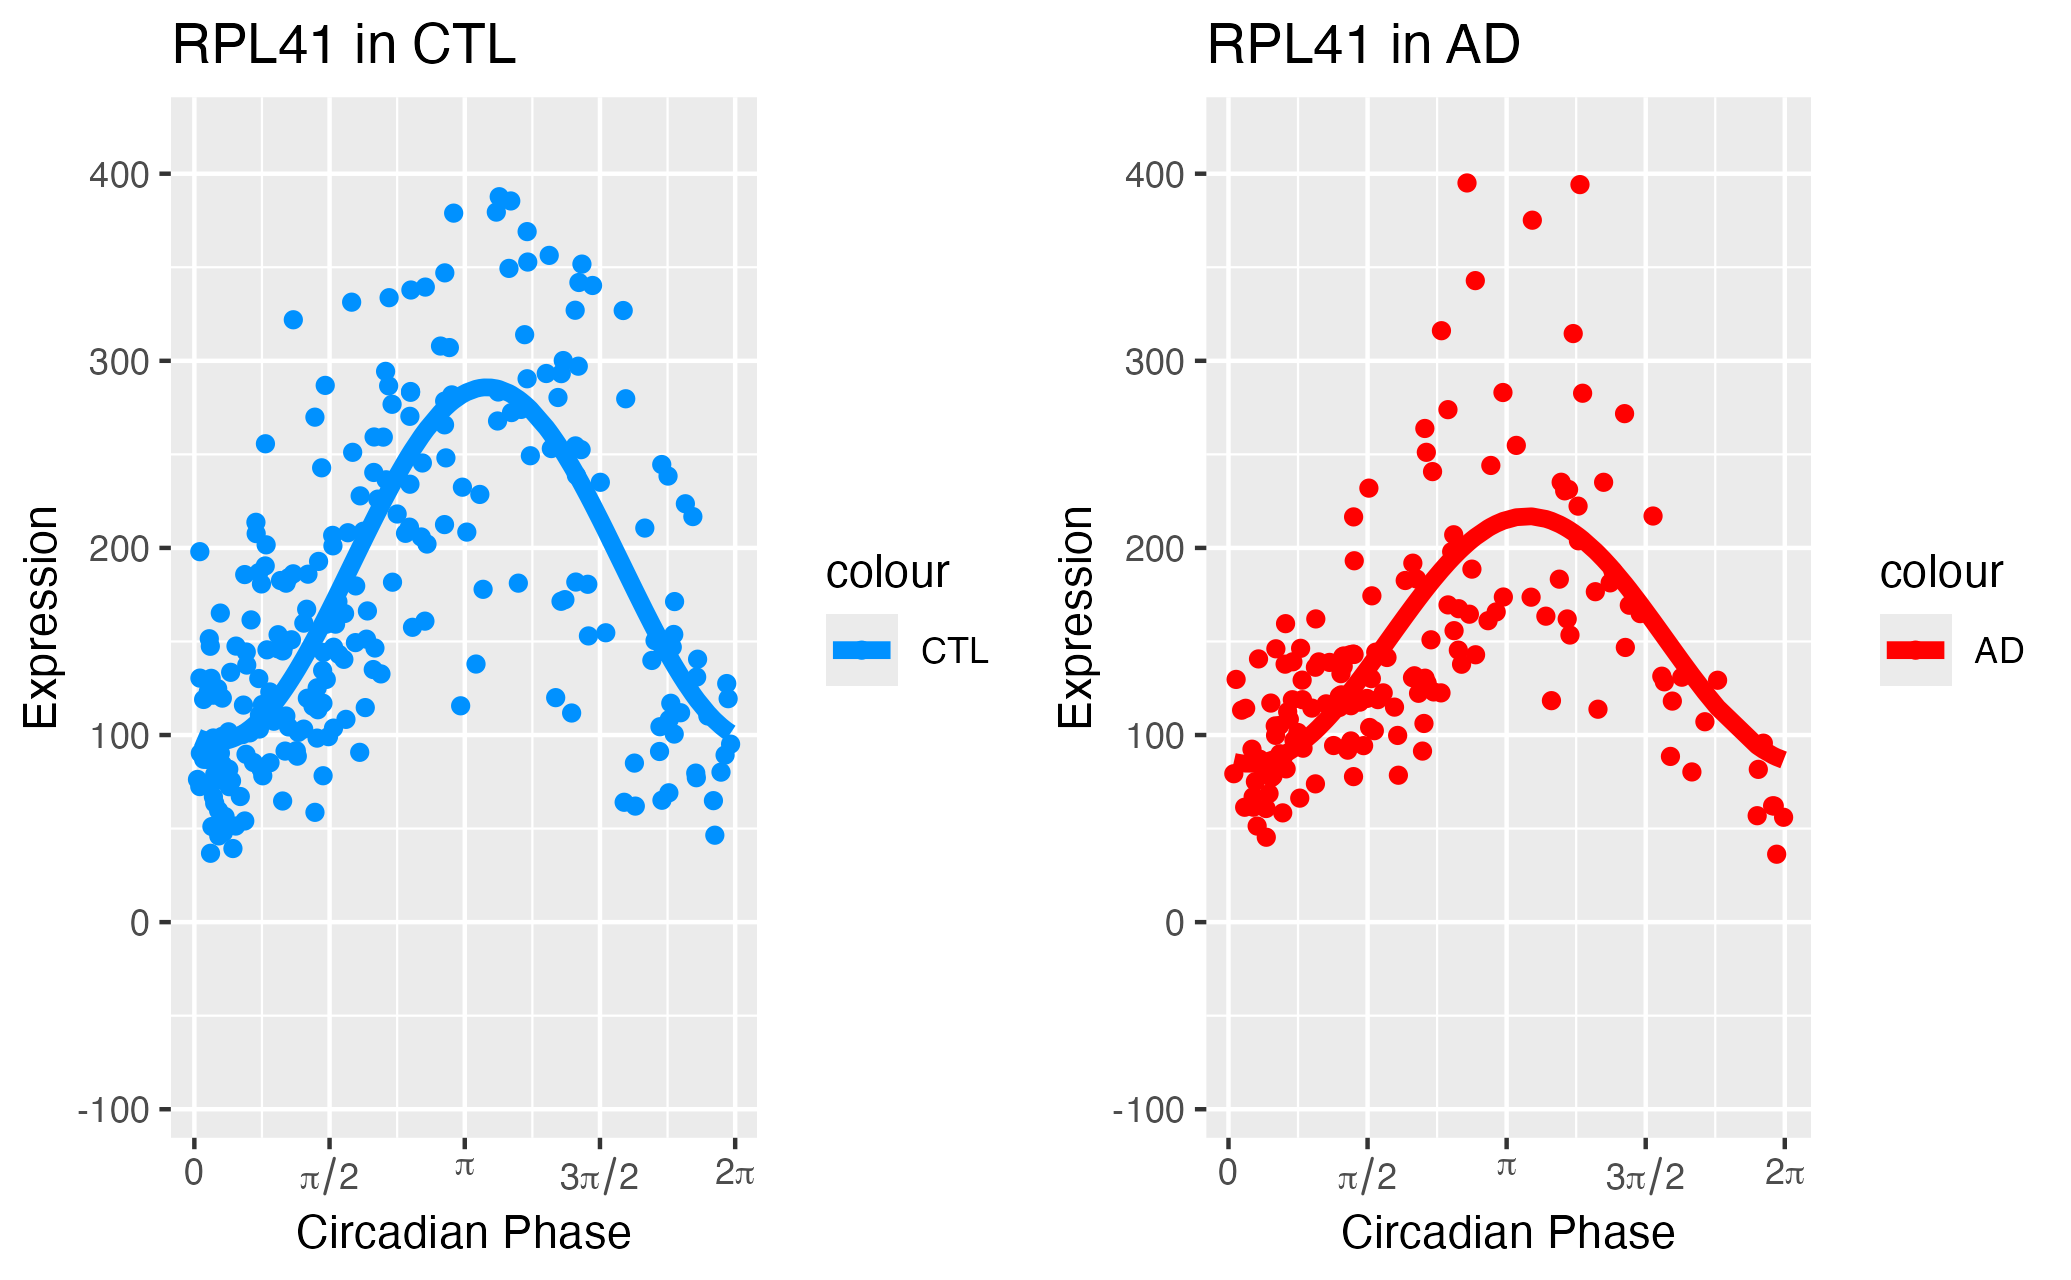 RPL41 in CTL
400
300
200
100
0
-100
Expression
0 π/2 π 3π/2 2π
Circadian Phase
colour
CTL
RPL41 in AD
400
300
200
100
0
-100
Expression
0 π/2 π 3π/2 2π
Circadian Phase
colour
AD